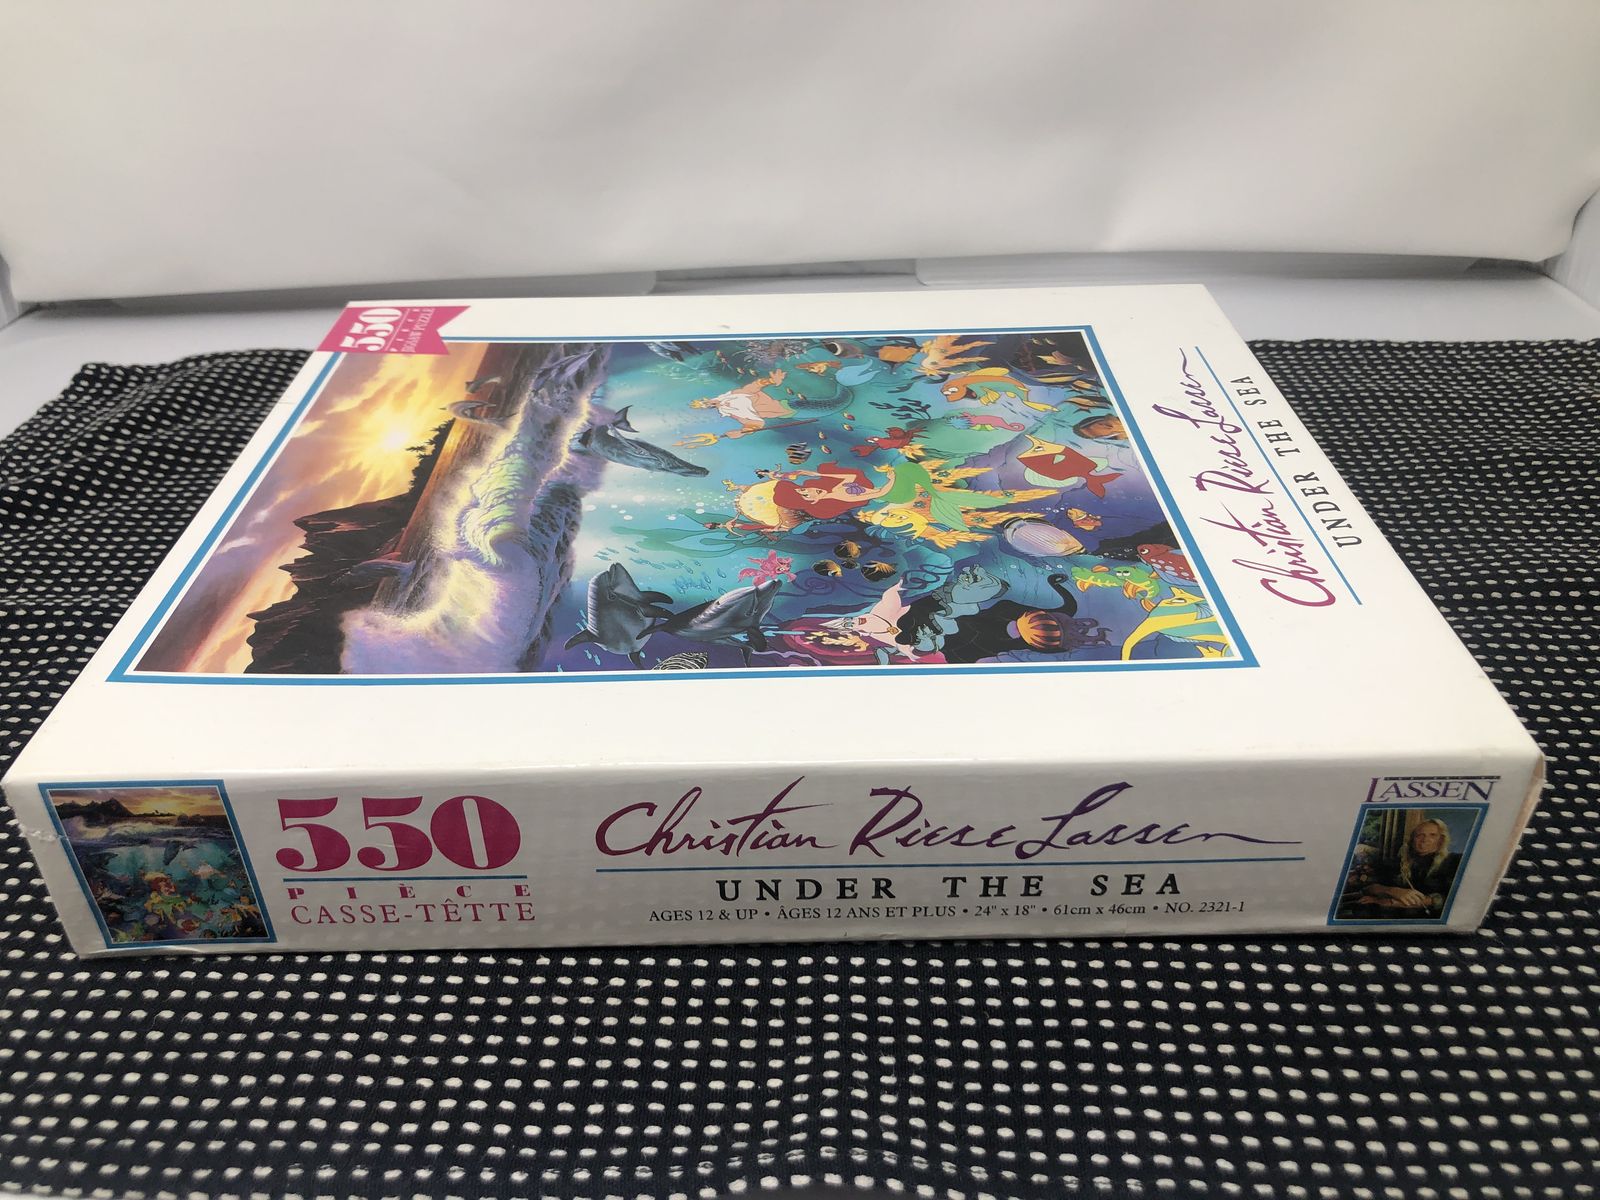 550
PIECE
JIGSAW PUZZLE
Christian Riese Lassen
UNDER THE SEA
550
PIÈCE
CASSE-TÊTTE
Christian Riese Lassen
UNDER THE SEA
AGES 12 & UP • ÂGES 12 ANS ET PLUS • 24" x 18" • 61cm x 46cm • NO. 2321-1
LASSEN